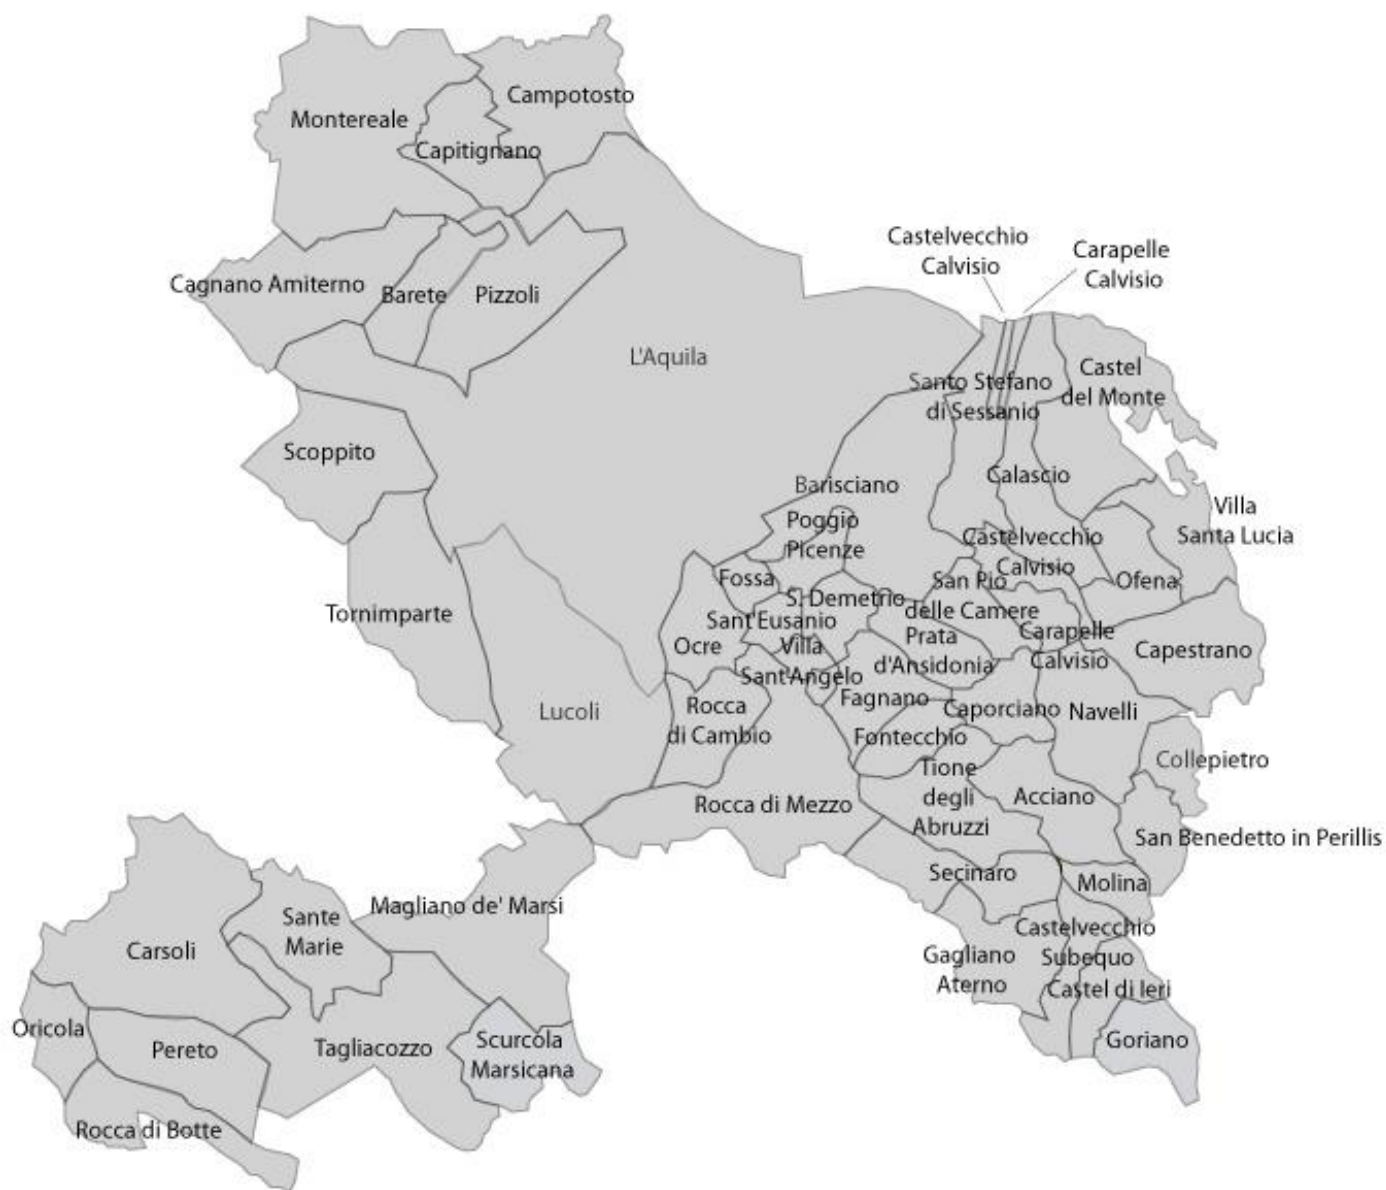 Campotosto
Montereale
Capitignano
Castelvecchio
Calvisio
Carapelle
Calvisio
Cagnano Amiterno
Barete
Pizzoli
L'Aquila
Castel
del Monte
Santo Stefano
di Sessanio
Scoppito
Calascio
Barisciano
Villa
Santa Lucia
Poggio
Picenze
Castelvecchio
Calvisio
Fossa
San Pio
delle Camere
Ofena
S. Demetrio
Tornimparte
Sant'Eusanio
Ocre
Villa
Sant'Angelo
Prata
d'Ansidonia
Carapelle
Calvisio
Capestrano
Fagnano
Lucoli
Rocca
di Cambio
Caporciano
Navelli
Fontecchio
Collepietro
Tione
degli
Abruzzi
Acciano
Rocca di Mezzo
San Benedetto in Perillis
Secinaro
Molina
Magliano de' Marsi
Sante
Marie
Carsoli
Castelvecchio
Subequo
Gagliano
Aterno
Castel di Ieri
Oricola
Pereto
Tagliacozzo
Scurcola
Marsicana
Goriano
Rocca di Botte